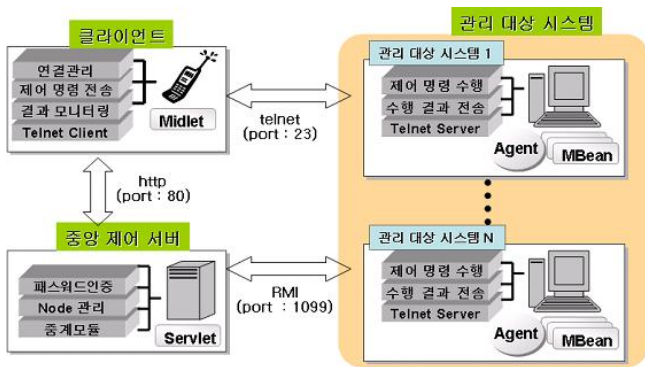 클라이언트
연결관리
제어 명령 전송
결과 모니터링
Telnet Client
Midlet
telnet
(port : 23)
http
(port : 80)
중앙 제어 서버
패스워드인증
Node 관리
중계모듈
Servlet
RMI
(port : 1099)
관리 대상 시스템
관리 대상 시스템 1
제어 명령 수행
수행 결과 전송
Telnet Server
Agent
MBean
관리 대상 시스템 N
제어 명령 수행
수행 결과 전송
Telnet Server
Agent
MBean